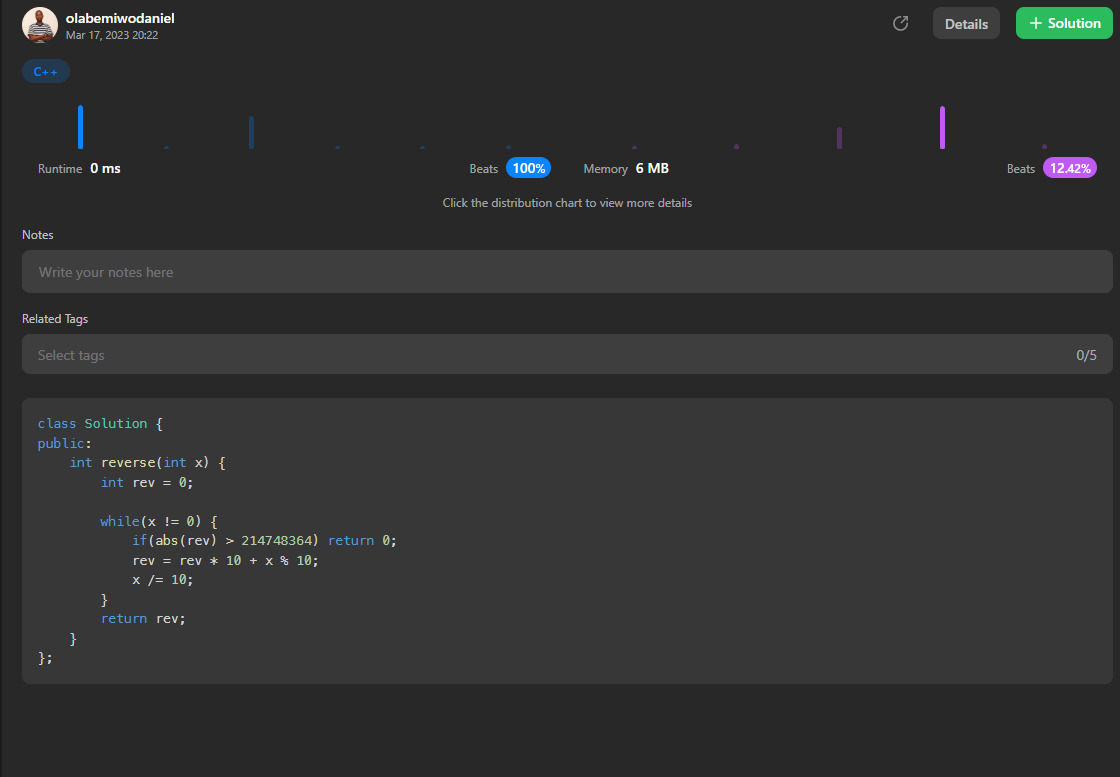 olabemiwodaniel
Mar 17, 2023 20:22
Details
+ Solution
C++
Runtime 0 ms
Beats 100%
Memory 6 MB
Beats 12.42%
Click the distribution chart to view more details
Notes
Write your notes here
Related Tags
Select tags
0/5
class Solution {
public:
    int reverse(int x) {
        int rev = 0;

        while(x != 0) {
            if(abs(rev) > 214748364) return 0;
            rev = rev * 10 + x % 10;
            x /= 10;
        }
        return rev;
    }
};